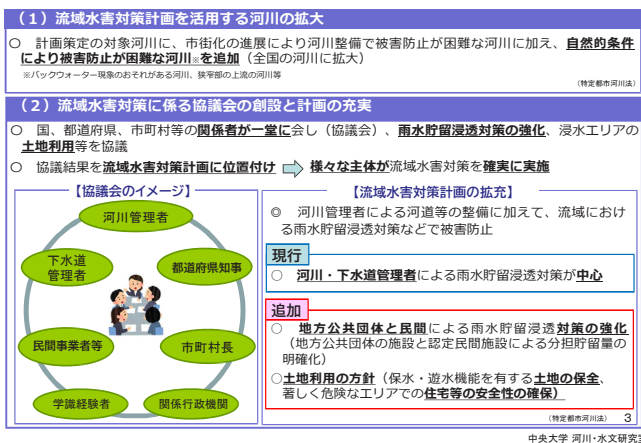 （１）流域水害対策計画を活用する河川の拡大
○ 計画策定の対象河川に、市街化の進展により河川整備で被害防止が困難な河川に加え、自然的条件
により被害防止が困難な河川※を追加（全国の河川に拡大）
※バックウォーター現象のおそれがある河川、狭窄部の上流の河川等
（特定都市河川法）
（２）流域水害対策に係る協議会の創設と計画の充実
○ 国、都道府県、市町村等の関係者が一堂に会し（協議会）、雨水貯留浸透対策の強化、浸水エリアの
土地利用等を協議
○ 協議結果を流域水害対策計画に位置付け ⇨ 様々な主体が流域水害対策を確実に実施
【協議会のイメージ】
河川管理者
下水道
管理者
都道府県知事
民間事業者等
市町村長
学識経験者
関係行政機関
【流域水害対策計画の拡充】
◎ 河川管理者による河道等の整備に加えて、流域におけ
る雨水貯留浸透対策などで被害防止
現行
○ 河川・下水道管理者による雨水貯留浸透対策が中心
追加
○ 地方公共団体と民間による雨水貯留浸透対策の強化
（地方公共団体の施設と認定民間施設による分担貯留量の
明確化）
○土地利用の方針（保水・遊水機能を有する土地の保全、
著しく危険なエリアでの住宅等の安全性の確保）
（特定都市河川法）
3
中央大学 河川・水文研究